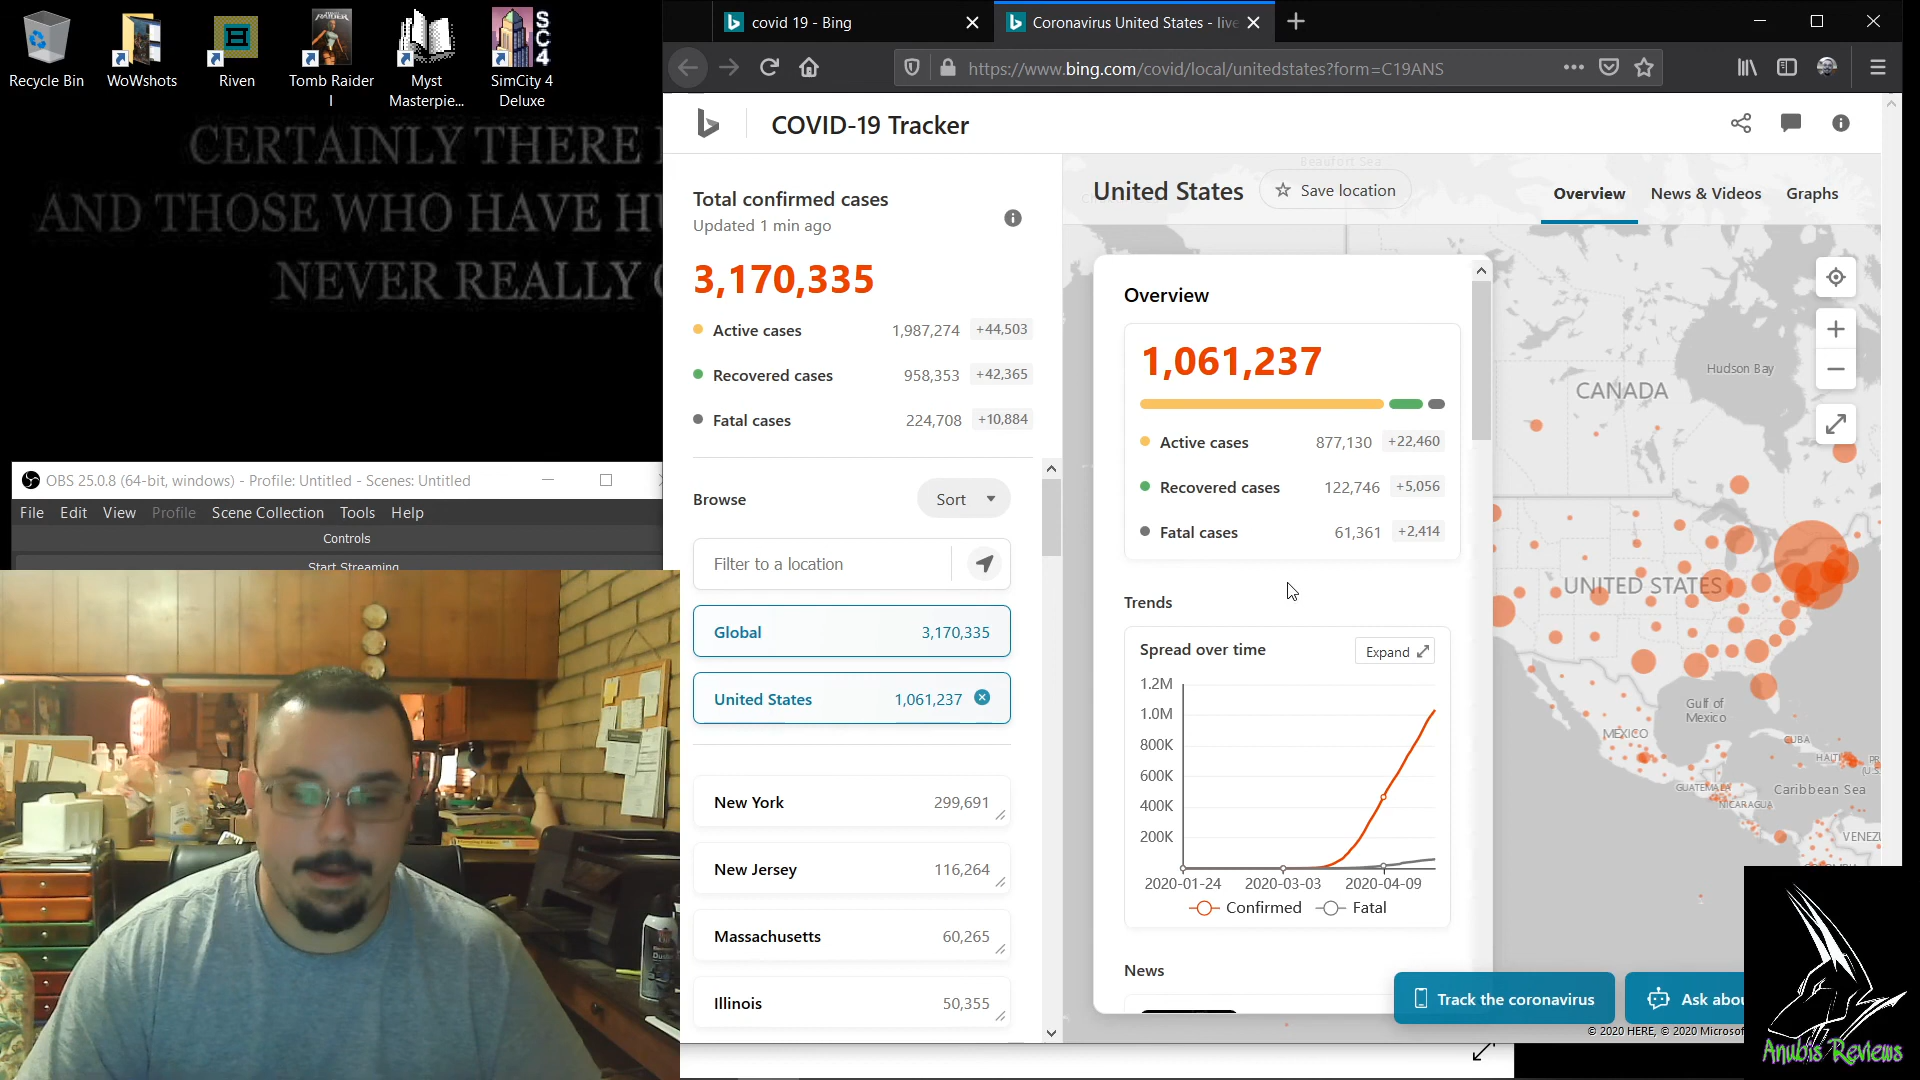 Recycle Bin
WoWshots
Riven
Tomb Raider
I
Myst
Masterpie...
SimCity 4
Deluxe
SC4
CERTAINLY THERE
AND THOSE WHO HAVE
NEVER REALLY
OBS 25.0.8 (64-bit, windows) - Profile: Untitled - Scenes: Untitled
File Edit View Profile Scene Collection Tools Help
Controls
Start Streaming
covid 19 - Bing
Coronavirus United States - live
https://www.bing.com/covid/local/unitedstates?form=C19ANS
COVID-19 Tracker
Total confirmed cases
Updated 1 min ago
3,170,335
Active cases 1,987,274 +44,503
Recovered cases 958,353 +42,365
Fatal cases 224,708 +10,884
Browse
Sort
Filter to a location
Global 3,170,335
United States 1,061,237
New York 299,691
New Jersey 116,264
Massachusetts 60,265
Illinois 50,355
Beaufort Sea
United States
Save location
Overview News & Videos Graphs
Overview
1,061,237
Active cases 877,130 +22,460
Recovered cases 122,746 +5,056
Fatal cases 61,361 +2,414
Trends
Spread over time
Expand
1.2M
1.0M
800K
600K
400K
200K
2020-01-24 2020-03-03 2020-04-09
Confirmed Fatal
News
CANADA
Hudson Bay
UNITED STATES
Gulf of
Mexico
MEXICO
CUBA
HAITI
PR
(U.S.
GUATEMALA
NICARAGUA
Caribbean Sea
VENEZU
Track the coronavirus
Ask abou
© 2020 HERE, © 2020 Microsof
Anubis Reviews